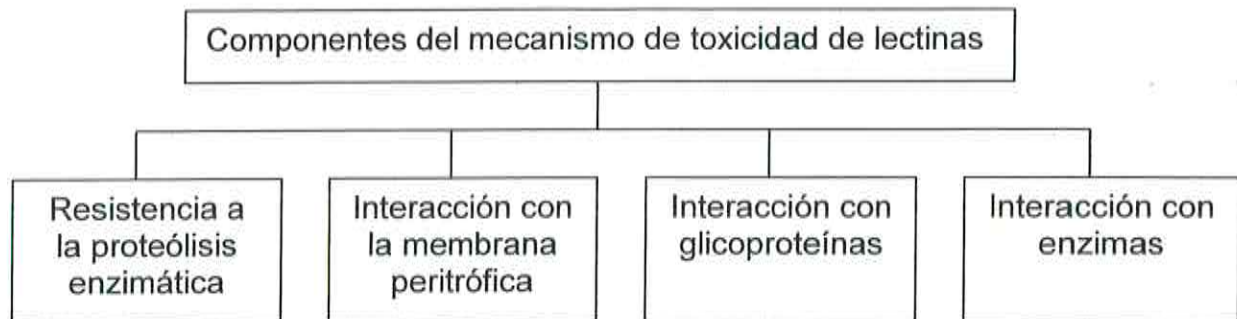 Componentes del mecanismo de toxicidad de lectinas
Resistencia a
la proteólisis
enzimática
Interacción con
la membrana
peritrófica
Interacción con
glicoproteínas
Interacción con
enzimas